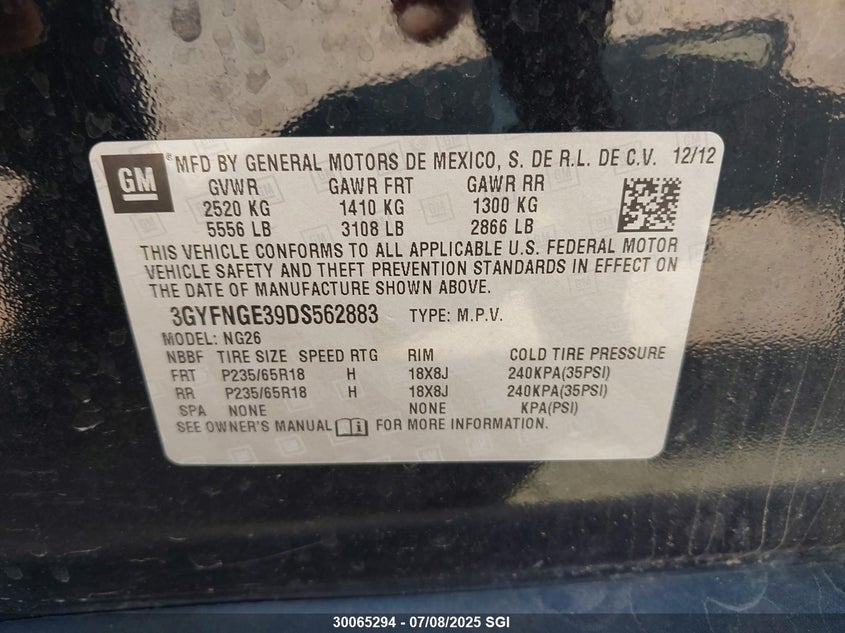 GM ® MFD BY GENERAL MOTORS DE MEXICO, S. DE R.L. DE C.V. 12/12
GVWR GAWR FRT GAWR RR
2520 KG 1410 KG 1300 KG
5556 LB 3108 LB 2866 LB
THIS VEHICLE CONFORMS TO ALL APPLICABLE U.S. FEDERAL MOTOR
VEHICLE SAFETY AND THEFT PREVENTION STANDARDS IN EFFECT ON
THE DATE OF MANUFACTURE SHOWN ABOVE.
3GYFNGE39DS562883 TYPE: M.P.V.
MODEL: NG26
NBBF TIRE SIZE SPEED RTG RIM COLD TIRE PRESSURE
FRT P235/65R18 H 18X8J 240KPA(35PSI)
RR P235/65R18 H 18X8J 240KPA(35PSI)
SPA NONE NONE KPA(PSI)
SEE OWNER'S MANUAL FOR MORE INFORMATION.
30065294 - 07/08/2025 SGI